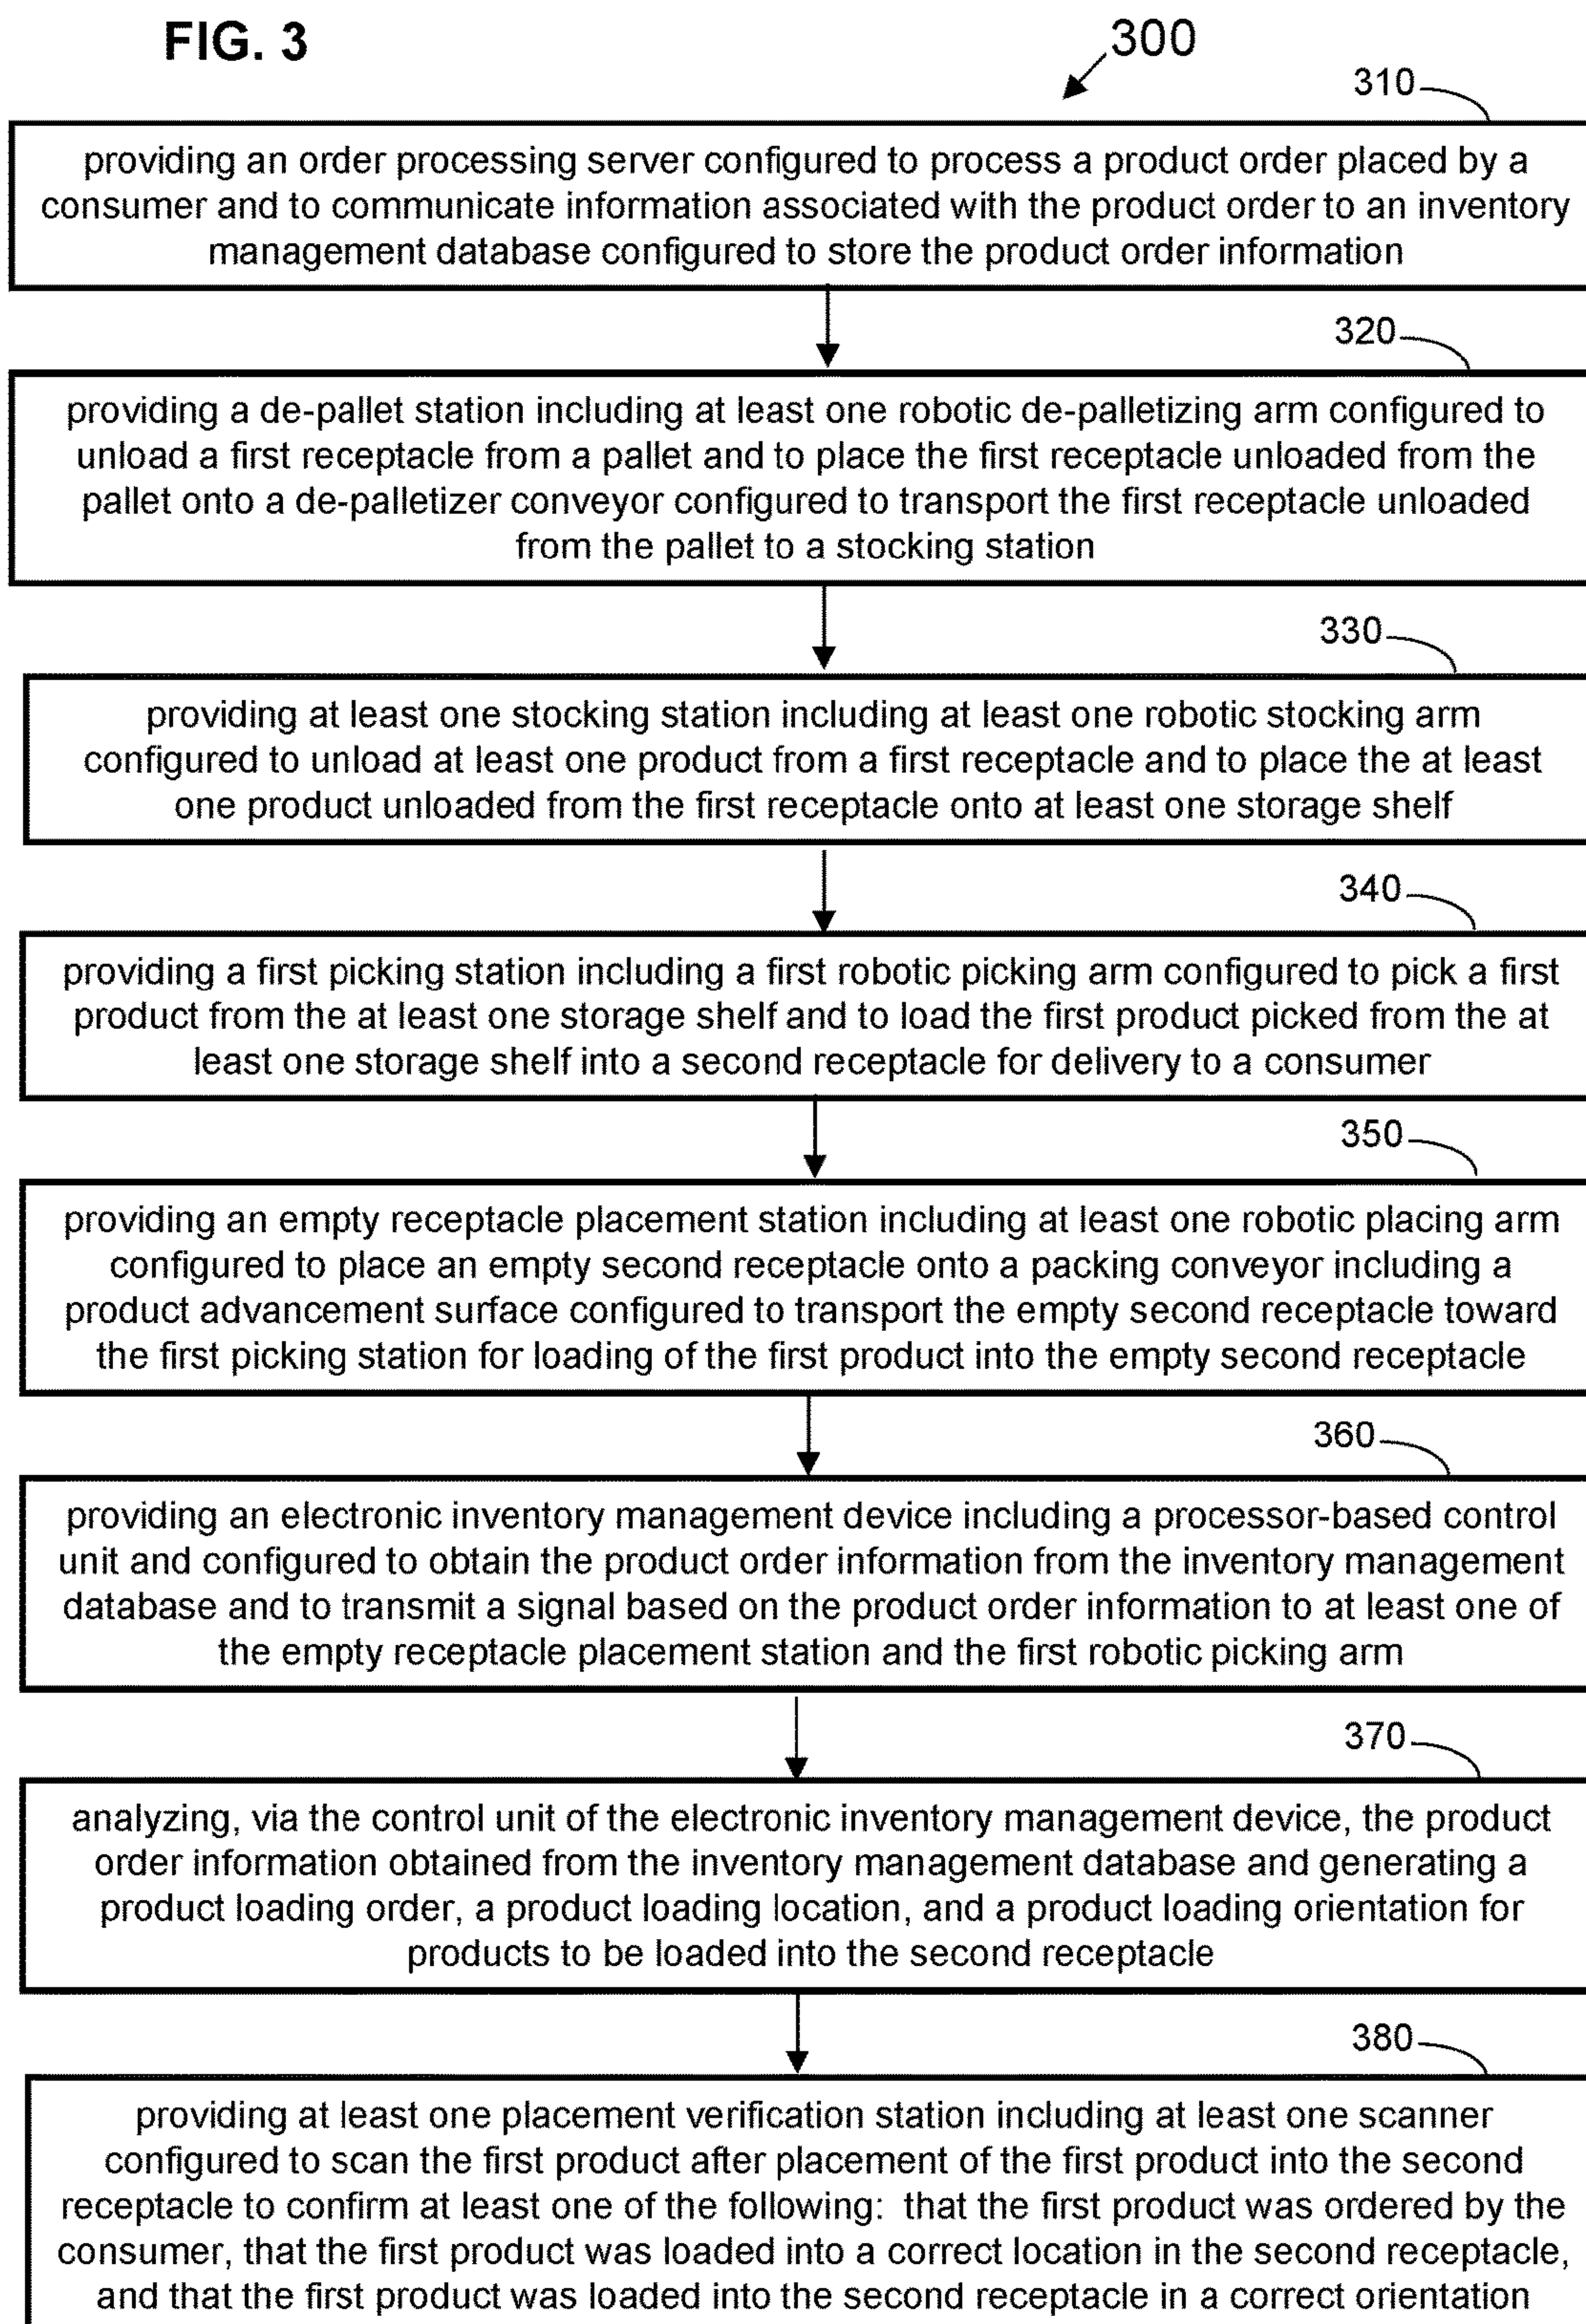 FIG. 3
300
310
providing an order processing server configured to process a product order placed by a
consumer and to communicate information associated with the product order to an inventory
management database configured to store the product order information
320
providing a de-pallet station including at least one robotic de-palletizing arm configured to
unload a first receptacle from a pallet and to place the first receptacle unloaded from the
pallet onto a de-palletizer conveyor configured to transport the first receptacle unloaded
from the pallet to a stocking station
330
providing at least one stocking station including at least one robotic stocking arm
configured to unload at least one product from a first receptacle and to place the at least
one product unloaded from the first receptacle onto at least one storage shelf
340
providing a first picking station including a first robotic picking arm configured to pick a first
product from the at least one storage shelf and to load the first product picked from the at
least one storage shelf into a second receptacle for delivery to a consumer
350
providing an empty receptacle placement station including at least one robotic placing arm
configured to place an empty second receptacle onto a packing conveyor including a
product advancement surface configured to transport the empty second receptacle toward
the first picking station for loading of the first product into the empty second receptacle
360
providing an electronic inventory management device including a processor-based control
unit and configured to obtain the product order information from the inventory management
database and to transmit a signal based on the product order information to at least one of
the empty receptacle placement station and the first robotic picking arm
370
analyzing, via the control unit of the electronic inventory management device, the product
order information obtained from the inventory management database and generating a
product loading order, a product loading location, and a product loading orientation for
products to be loaded into the second receptacle
380
providing at least one placement verification station including at least one scanner
configured to scan the first product after placement of the first product into the second
receptacle to confirm at least one of the following: that the first product was ordered by the
consumer, that the first product was loaded into a correct location in the second receptacle,
and that the first product was loaded into the second receptacle in a correct orientation